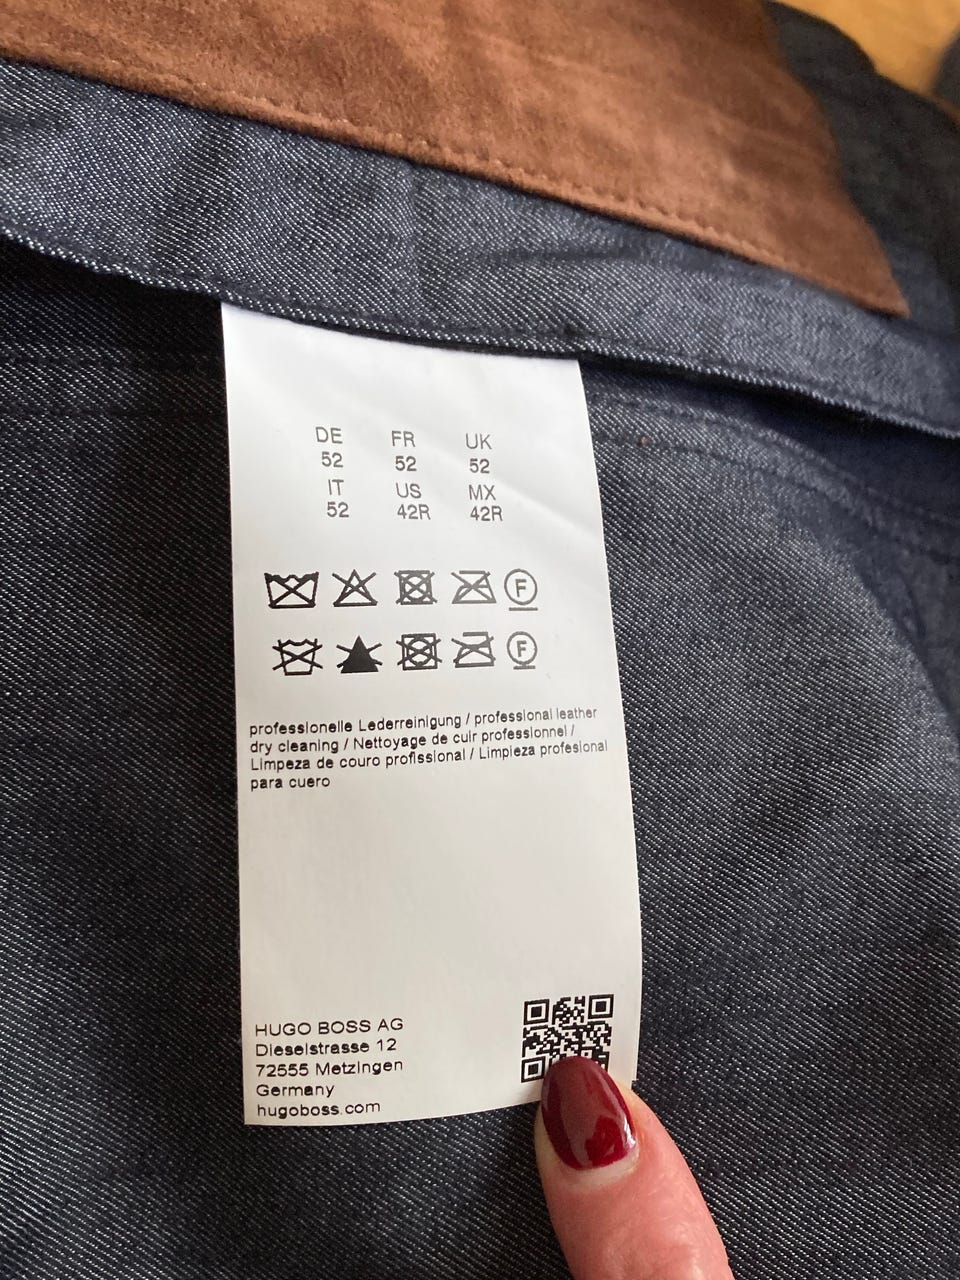 DE FR UK
52 52 52
IT US MX
52 42R 42R
F
F
professionelle Lederreinigung / professional leather
dry cleaning / Nettoyage de cuir professionnel /
Limpeza de couro profissional / Limpieza profesional
para cuero
HUGO BOSS AG
Dieselstrasse 12
72555 Metzingen
Germany
hugoboss.com